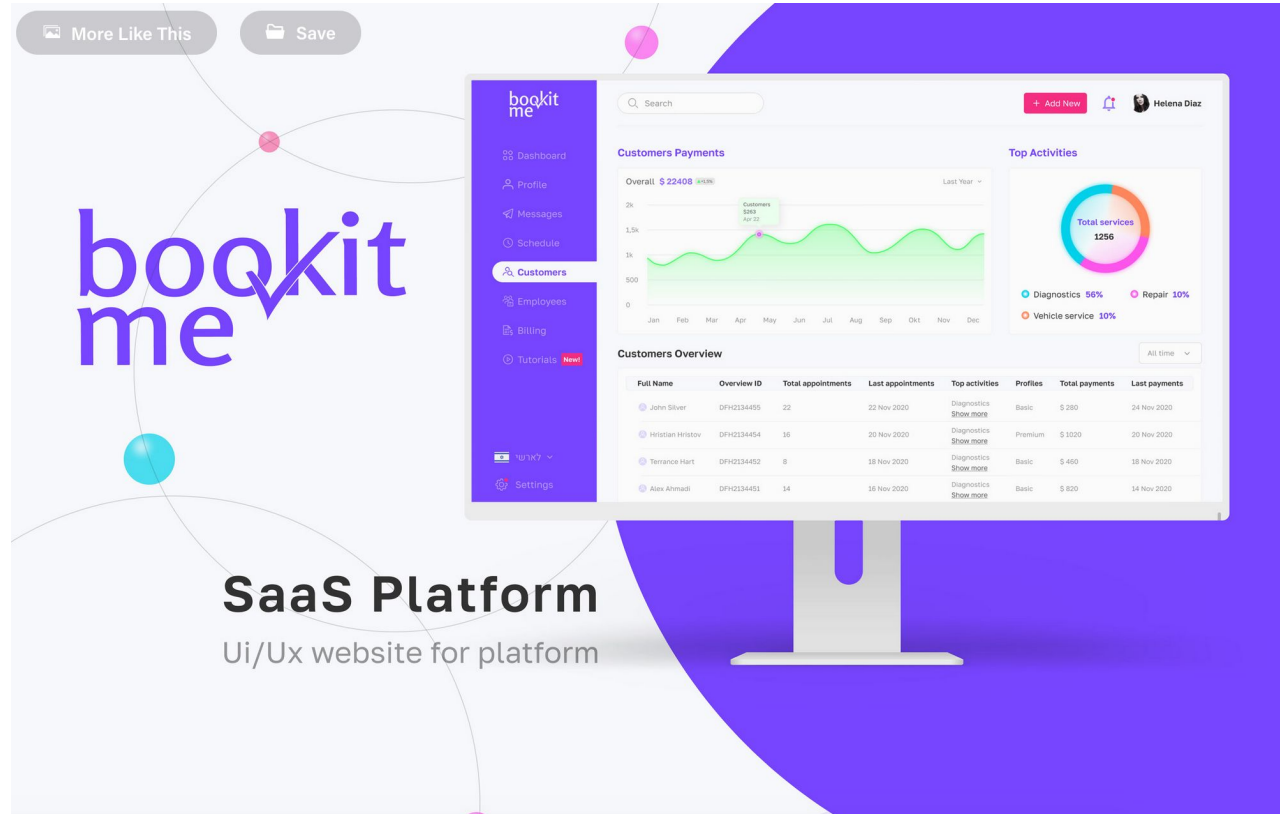 More Like This
Save
bookit
me
SaaS Platform
Ui/Ux website for platform
bookit
me
Dashboard
Profile
Messages
Schedule
Customers
Employees
Billing
Tutorials New!
לארשי
Settings
Search
+ Add New
Helena Diaz
Customers Payments
Overall $ 22408
Last Year
2k
1,5k
1k
500
0
Customers
$263
Apr 22
Jan Feb Mar Apr May Jun Jul Aug Sep Okt Nov Dec
Top Activities
Total services
1256
Diagnostics 56% Repair 10%
Vehicle service 10%
Customers Overview
All time
Full Name Overview ID Total appointments Last appointments Top activities Profiles Total payments Last payments
John Silver DFH2134455 22 22 Nov 2020 Diagnostics Basic $ 280 24 Nov 2020
Show more
Hristian Hristov DFH2134454 16 20 Nov 2020 Diagnostics Premium $ 1020 20 Nov 2020
Show more
Terrance Hart DFH2134452 8 18 Nov 2020 Diagnostics Basic $ 460 18 Nov 2020
Show more
Alex Ahmadi DFH2134451 14 16 Nov 2020 Diagnostics Basic $ 820 14 Nov 2020
Show more